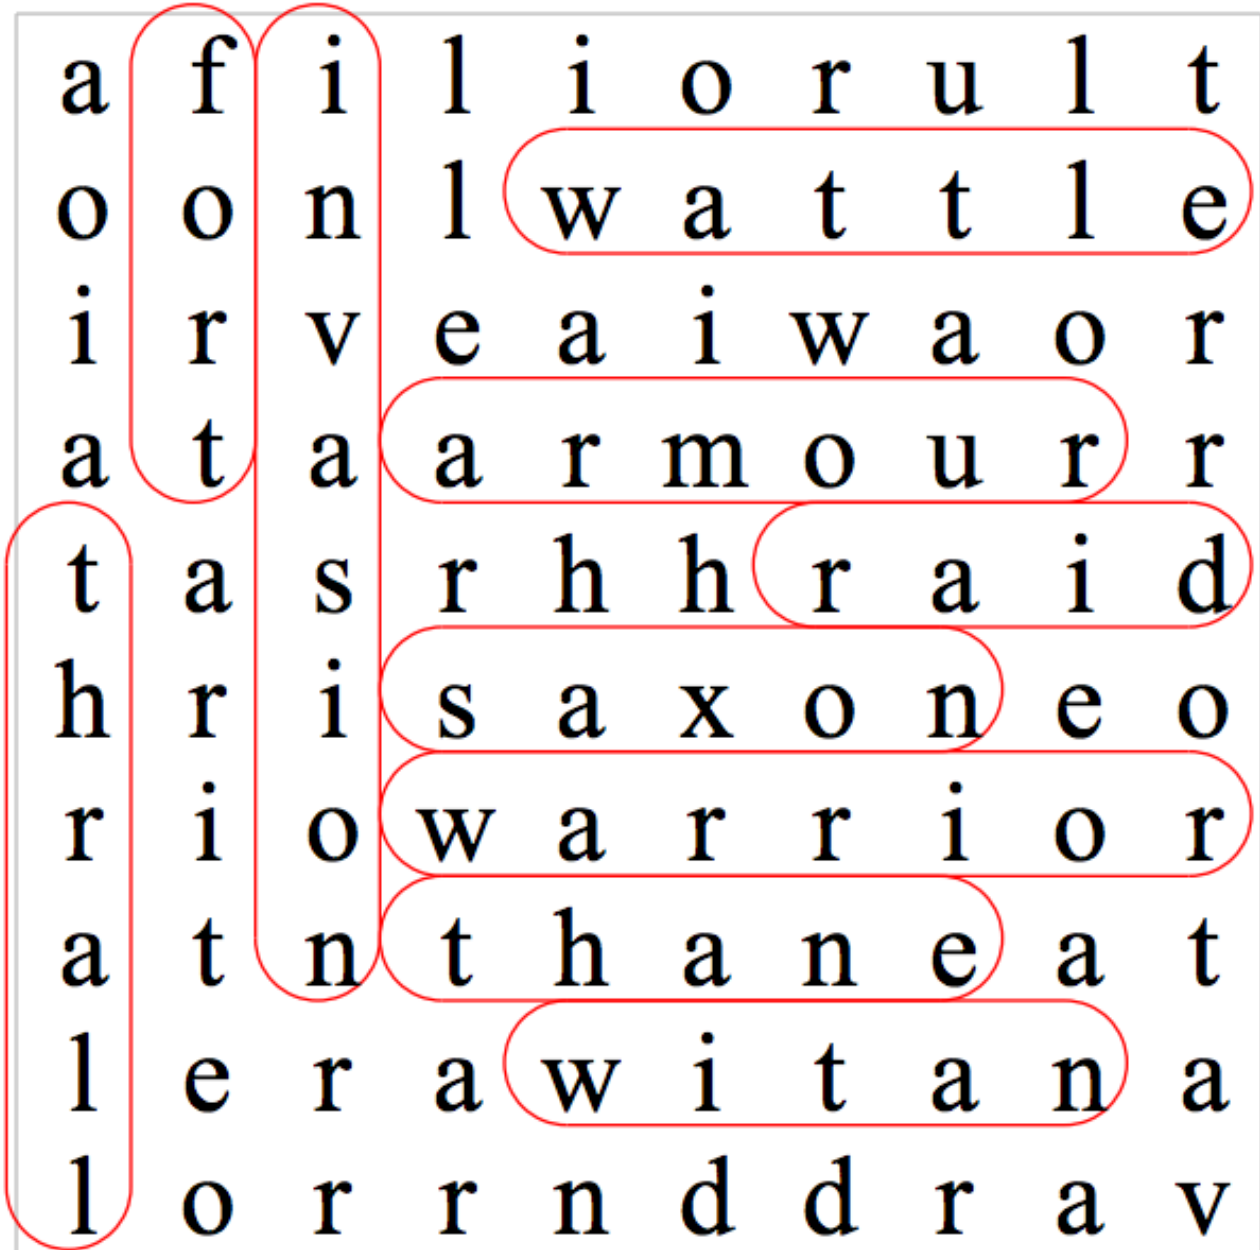 a f i l i o r u l t
o o n l w a t t l e
i r v e a i w a o r
a t a a r m o u r r
t a s r h h r a i d
h r i s a x o n e o
r i o w a r r i o r
a t n t h a n e a t
l e r a w i t a n a
l o r r n d d r a v